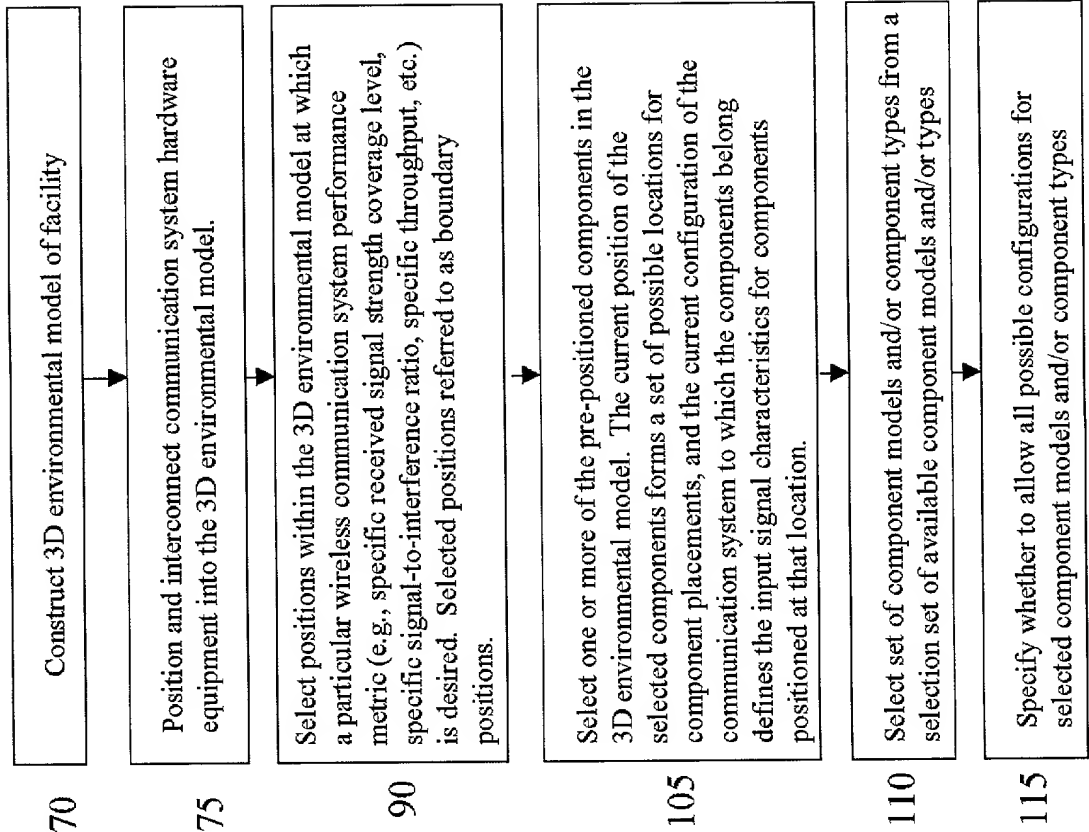 70
Construct 3D environmental model of facility
75
Position and interconnect communication system hardware
equipment into the 3D environmental model.
90
Select positions within the 3D environmental model at which
a particular wireless communication system performance
metric (e.g., specific received signal strength coverage level,
specific signal-to-interference ratio, specific throughput, etc.)
is desired. Selected positions referred to as boundary
positions.
105
Select one or more of the pre-positioned components in the
3D environmental model. The current position of the
selected components forms a set of possible locations for
component placements, and the current configuration of the
communication system to which the components belong
defines the input signal characteristics for components
positioned at that location.
110
Select set of component models and/or component types from a
selection set of available component models and/or types
115
Specify whether to allow all possible configurations for
selected component models and/or component types